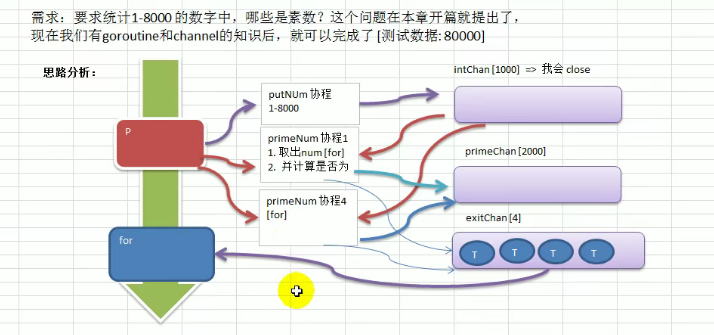 需求：要求统计1-8000 的数字中，哪些是素数？这个问题在本章开篇就提出了，
现在我们有goroutine和channel的知识后，就可以完成了 [测试数据: 80000]
思路分析：
intChan [1000]  => 我会 close
putNUm 协程
1-8000
P
primeNum 协程1
1. 取出num [for]
2. 并计算是否为
primeChan [2000]
primeNum 协程4
[for]
exitChan [4]
for
T
T
T
T